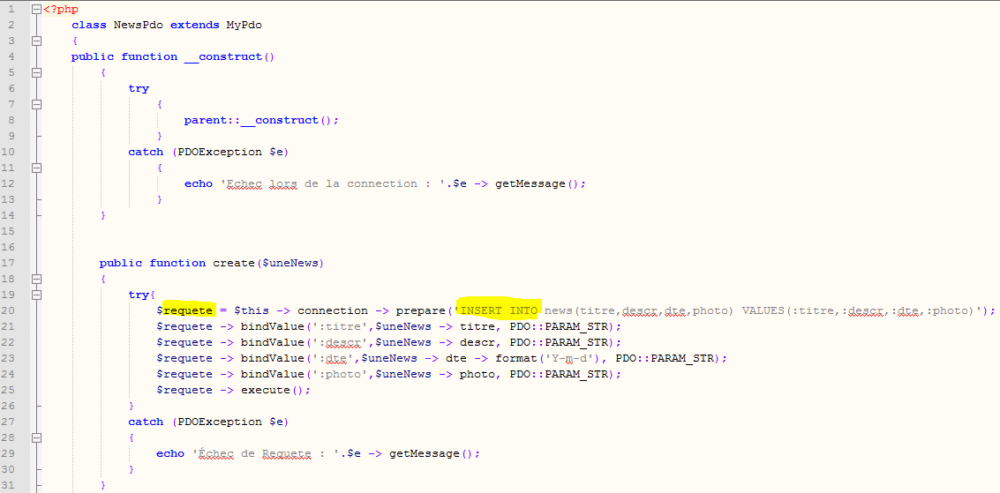 1 <?php
2 class NewsPdo extends MyPdo
3 {
4 public function __construct()
5 {
6 try
7 {
8 parent::__construct();
9 }
10 catch (PDOException $e)
11 {
12 echo 'Echec lors de la connection : '.$e -> getMessage();
13 }
14 }
15
16
17 public function create($uneNews)
18 {
19 try{
20 $requete = $this -> connection -> prepare('INSERT INTO news(titre,descr,dte,photo) VALUES(:titre,:descr,:dte,:photo)');
21 $requete -> bindValue(':titre',$uneNews -> titre, PDO::PARAM_STR);
22 $requete -> bindValue(':descr',$uneNews -> descr, PDO::PARAM_STR);
23 $requete -> bindValue(':dte',$uneNews -> dte -> format('Y-m-d'), PDO::PARAM_STR);
24 $requete -> bindValue(':photo',$uneNews -> photo, PDO::PARAM_STR);
25 $requete -> execute();
26 }
27 catch (PDOException $e)
28 {
29 echo 'Échec de Requete : '.$e -> getMessage();
30 }
31 }